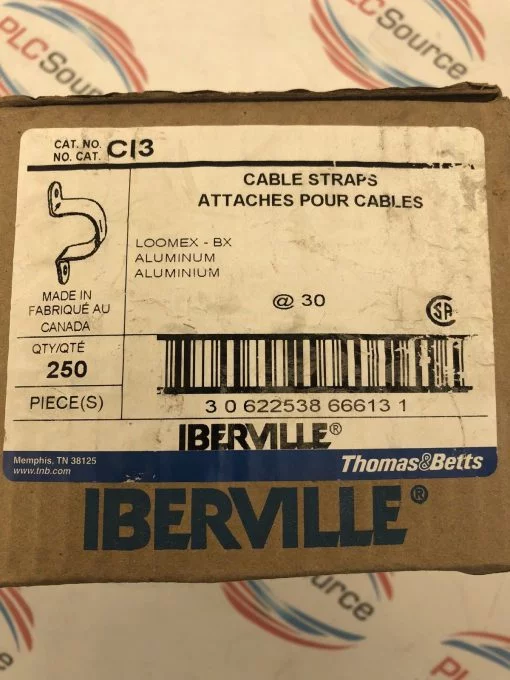 PLCSource
PLCSource
CAT. NO.
NO. CAT. CI3
CABLE STRAPS
ATTACHES POUR CABLES
LOOMEX - BX
ALUMINUM
ALUMINIUM
MADE IN
FABRIQUÉ AU
CANADA
@ 30
QTY/QTÉ
250
PIECE(S)
3 0 622538 66613 1
IBERVILLE®
Memphis, TN 38125
www.tnb.com
Thomas&Betts
IBERVILLE®